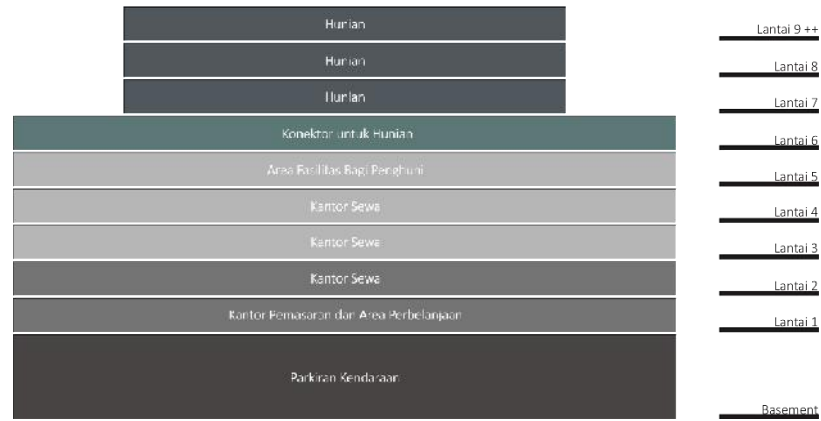 Hunian
Lantai 9 ++
Hunian
Lantai 8
Hunian
Lantai 7
Konektor untuk Hunian
Lantai 6
Area Fasilitas Bagi Penghuni
Lantai 5
Kantor Sewa
Lantai 4
Kantor Sewa
Lantai 3
Kantor Sewa
Lantai 2
Kantor Pemasaran dan Area Perbelanjaan
Lantai 1
Parkiran Kendaraan
Basement